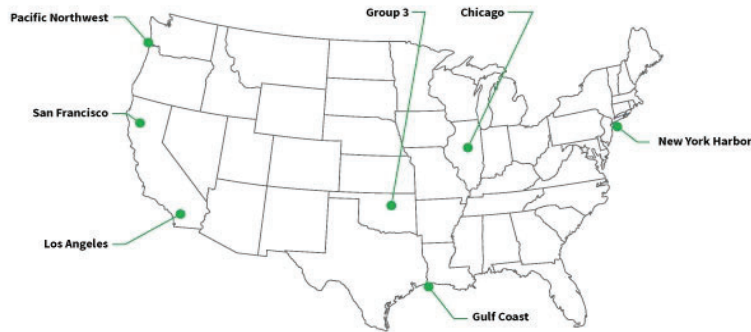 Pacific Northwest
Group 3
Chicago
San Francisco
New York Harbor
Los Angeles
Gulf Coast